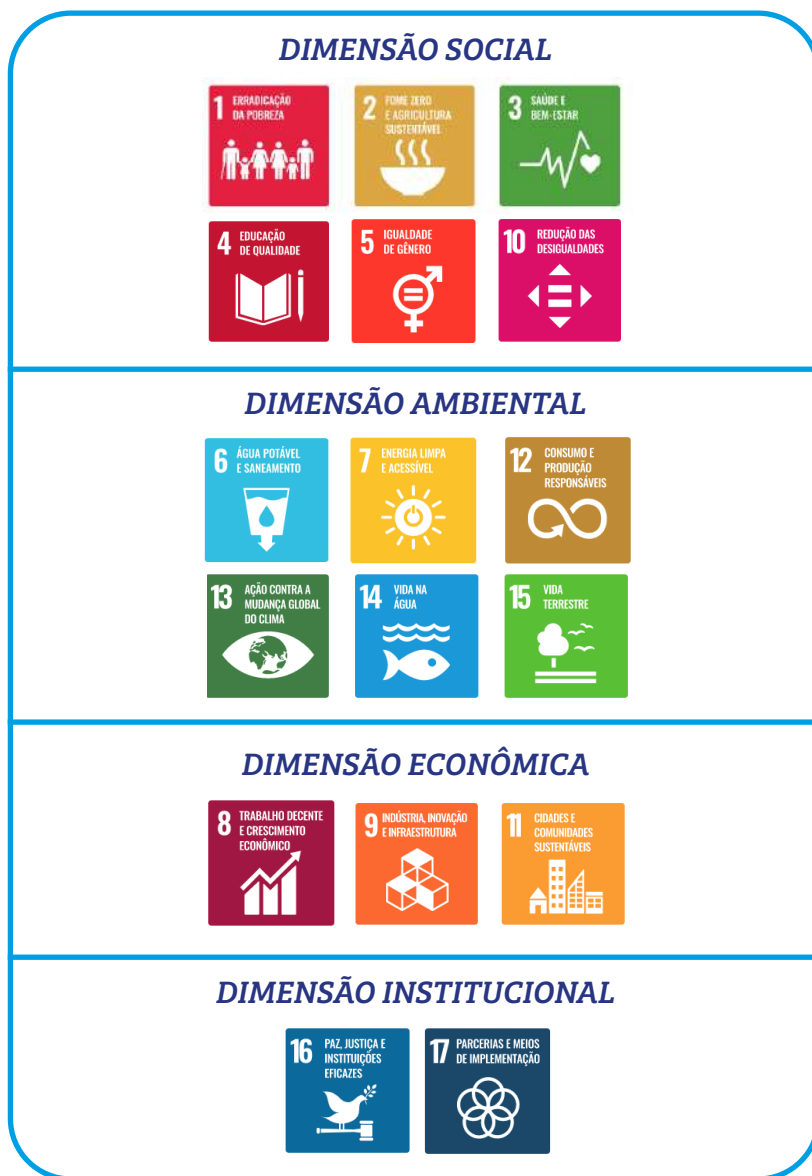 DIMENSÃO SOCIAL
1 ERRADICAÇÃO
DA POBREZA
2 FOME ZERO
E AGRICULTURA
SUSTENTÁVEL
3 SAÚDE E
BEM-ESTAR
4 EDUCAÇÃO
DE QUALIDADE
5 IGUALDADE
DE GÊNERO
10 REDUÇÃO DAS
DESIGUALDADES
DIMENSÃO AMBIENTAL
6 ÁGUA POTÁVEL
E SANEAMENTO
7 ENERGIA LIMPA
E ACESSÍVEL
12 CONSUMO E
PRODUÇÃO
RESPONSÁVEIS
13 AÇÃO CONTRA A
MUDANÇA GLOBAL
DO CLIMA
14 VIDA NA
ÁGUA
15 VIDA
TERRESTRE
DIMENSÃO ECONÔMICA
8 TRABALHO DECENTE
E CRESCIMENTO
ECONÔMICO
9 INDÚSTRIA, INOVAÇÃO
E INFRAESTRUTURA
11 CIDADES E
COMUNIDADES
SUSTENTÁVEIS
DIMENSÃO INSTITUCIONAL
16 PAZ, JUSTIÇA E
INSTITUIÇÕES
EFICAZES
17 PARCERIAS E MEIOS
DE IMPLEMENTAÇÃO